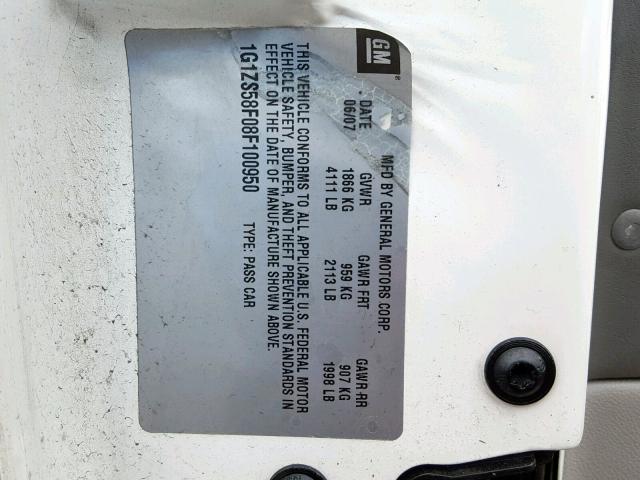 GM
MFD BY GENERAL MOTORS CORP.
DATE GVWR GAWR FRT GAWR RR
06/07 1866 KG 959 KG 907 KG
4111 LB 2113 LB 1998 LB
THIS VEHICLE CONFORMS TO ALL APPLICABLE U.S. FEDERAL MOTOR
VEHICLE SAFETY, BUMPER, AND THEFT PREVENTION STANDARDS IN
EFFECT ON THE DATE OF MANUFACTURE SHOWN ABOVE.
1G1ZS58F08F100950 TYPE: PASS CAR